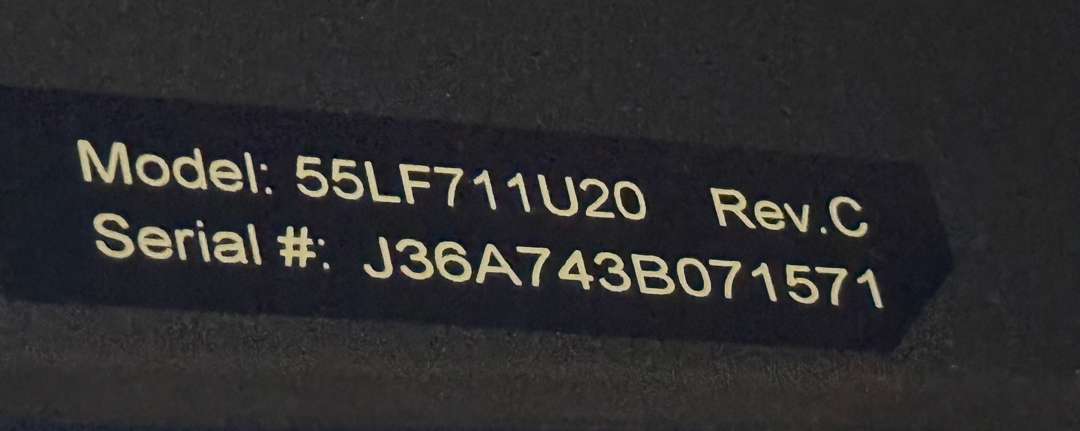 Model: 55LF711U20 Rev.C
Serial #: J36A743B071571